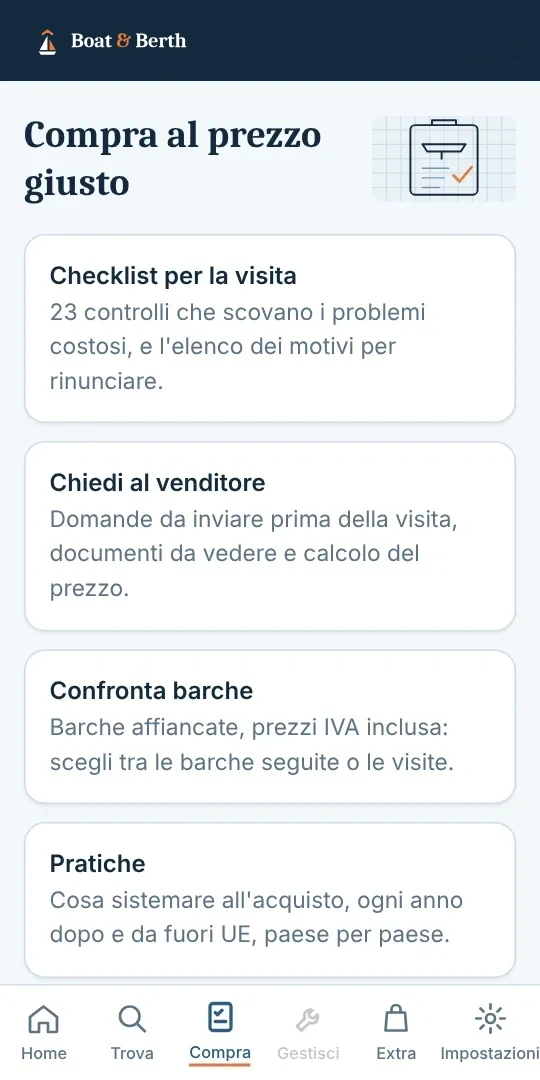 Boat & Berth
Compra al prezzo
giusto
Checklist per la visita
23 controlli che scovano i problemi
costosi, e l'elenco dei motivi per
rinunciare.
Chiedi al venditore
Domande da inviare prima della visita,
documenti da vedere e calcolo del
prezzo.
Confronta barche
Barche affiancate, prezzi IVA inclusa:
scegli tra le barche seguite o le visite.
Pratiche
Cosa sistemare all'acquisto, ogni anno
dopo e da fuori UE, paese per paese.
Home
Trova
Compra
Gestisci
Extra
Impostazioni